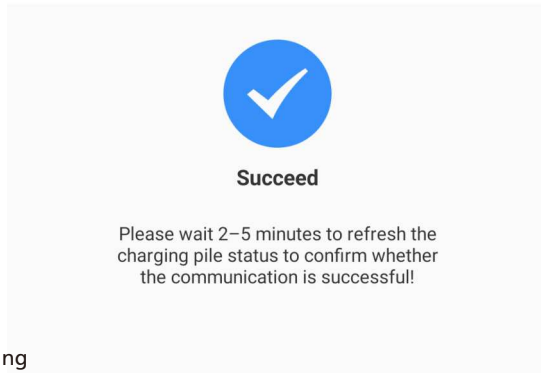 Succeed
Please wait 2–5 minutes to refresh the
charging pile status to confirm whether
the communication is successful!
ng